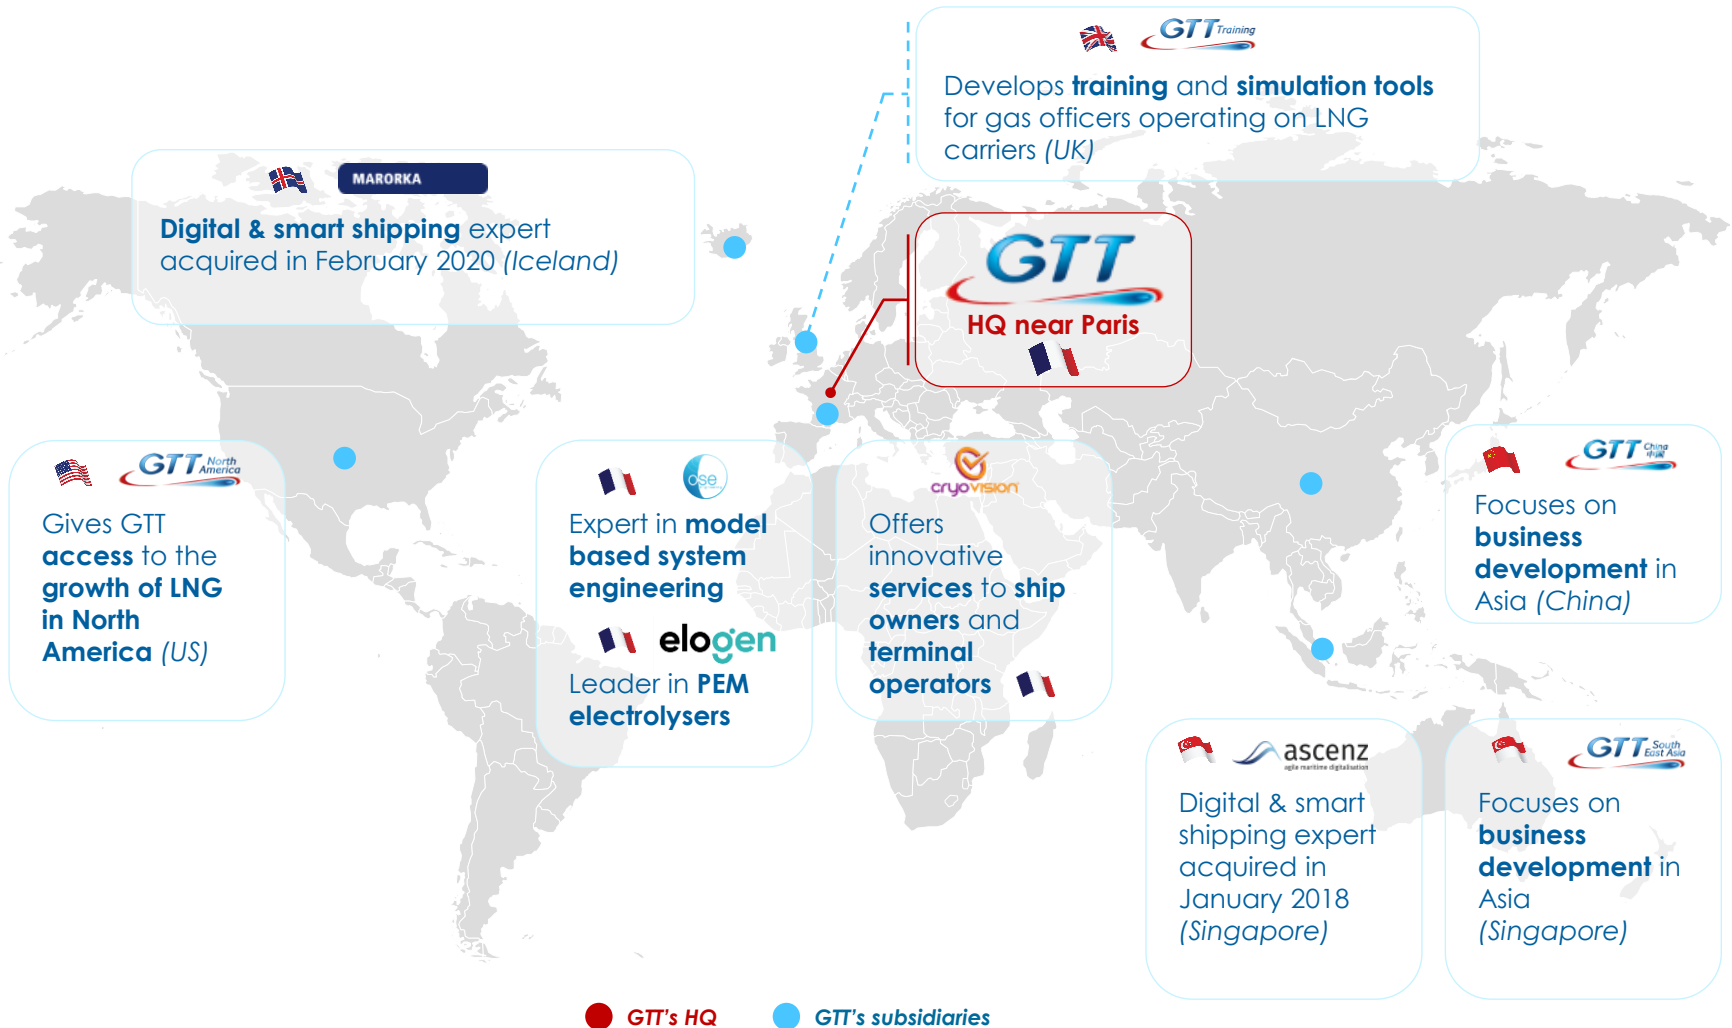 GTT Training
Develops training and simulation tools
for gas officers operating on LNG
carriers (UK)
MARORKA
Digital & smart shipping expert
acquired in February 2020 (Iceland)
GTT
HQ near Paris
GTT North America
Gives GTT
access to the
growth of LNG
in North
America (US)
ose
Expert in model
based system
engineering
elogen
Leader in PEM
electrolysers
cryovision
Offers
innovative
services to ship
owners and
terminal
operators
GTT China
中国
Focuses on
business
development in
Asia (China)
ascenz
agile maritime digitalisation
Digital & smart
shipping expert
acquired in
January 2018
(Singapore)
GTT South East Asia
Focuses on
business
development in
Asia
(Singapore)
GTT's HQ
GTT's subsidiaries